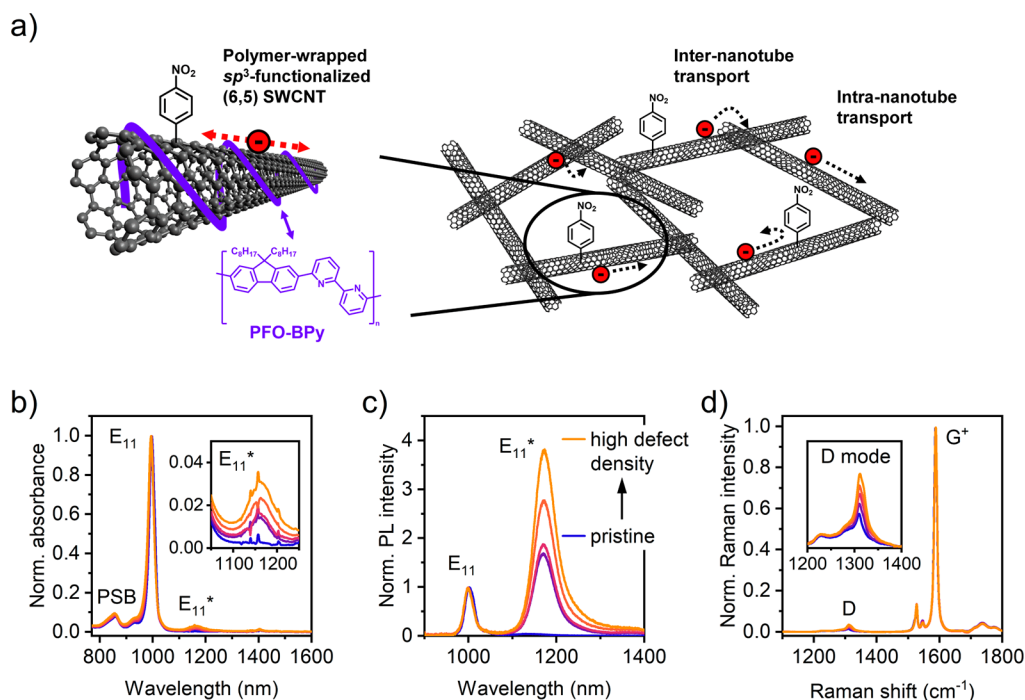 a)
Polymer-wrapped
sp³-functionalized
(6,5) SWCNT
NO₂
C₈H₁₇ C₈H₁₇
N
N
n
PFO-BPy
Inter-nanotube
transport
Intra-nanotube
transport
NO₂
NO₂
NO₂
b)
Norm. absorbance
1.0
0.8
0.6
0.4
0.2
0.0
E₁₁
PSB
E₁₁*
E₁₁*
0.04
0.02
0.00
1100 1200
800 1000 1200 1400 1600
Wavelength (nm)
c)
Norm. PL intensity
4
3
2
1
0
E₁₁
E₁₁*
high defect
density
pristine
1000 1200 1400
Wavelength (nm)
d)
Norm. Raman intensity
1.0
0.8
0.6
0.4
0.2
0.0
D mode
1200 1300 1400
G⁺
D
1200 1400 1600 1800
Raman shift (cm⁻¹)